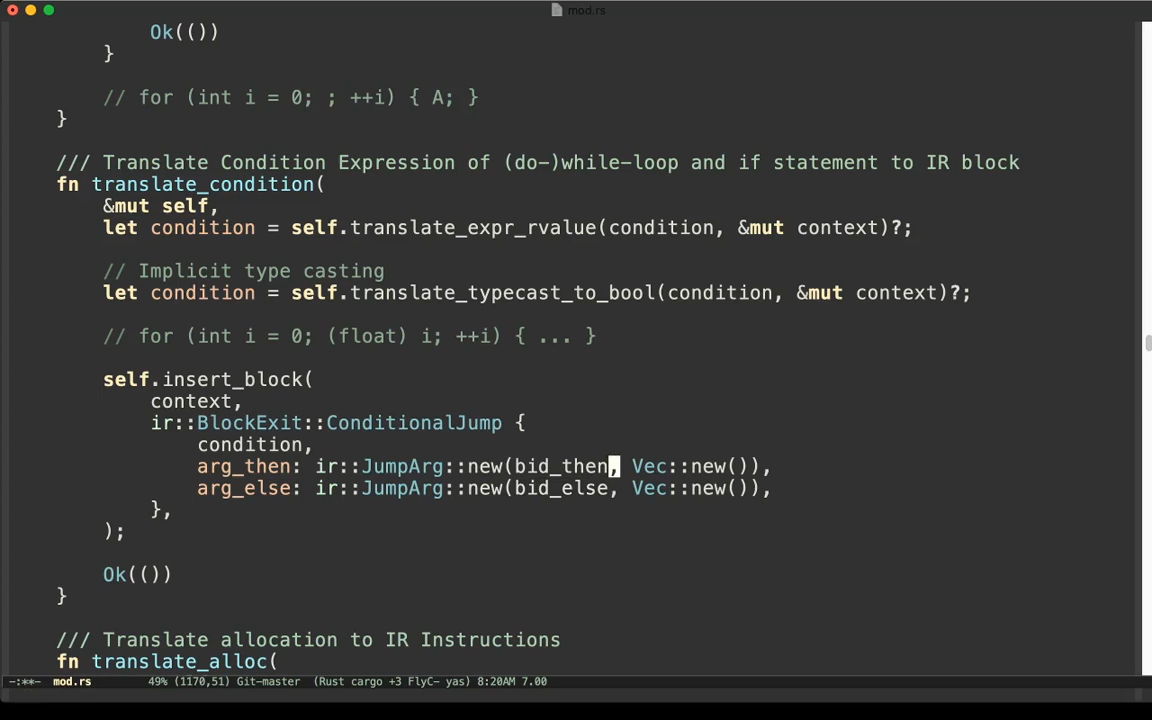 mod.rs
Ok(())
}
// for (int i = 0; ; ++i) { A; }
}
/// Translate Condition Expression of (do-)while-loop and if statement to IR block
fn translate_condition(
&mut self,
let condition = self.translate_expr_rvalue(condition, &mut context)?;
// Implicit type casting
let condition = self.translate_typecast_to_bool(condition, &mut context)?;
// for (int i = 0; (float) i; ++i) { ... }
self.insert_block(
context,
ir::BlockExit::ConditionalJump {
condition,
arg_then: ir::JumpArg::new(bid_then, Vec::new()),
arg_else: ir::JumpArg::new(bid_else, Vec::new()),
},
);
Ok(())
}
/// Translate allocation to IR Instructions
fn translate_alloc(
-:**- mod.rs 49% (1170,51) Git-master (Rust cargo +3 FlyC- yas) 8:20AM 7.00